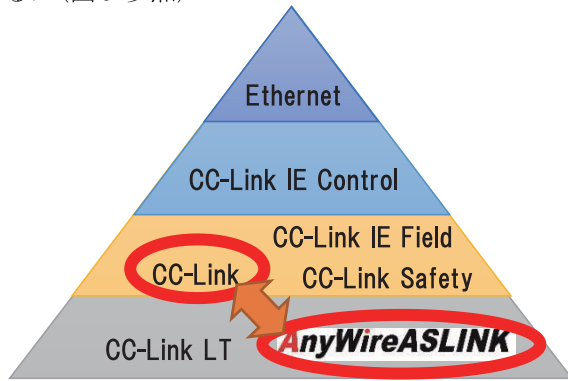 Ethernet
CC-Link IE Control
CC-Link IE Field
CC-Link CC-Link Safety
CC-Link LT AnyWireASLINK